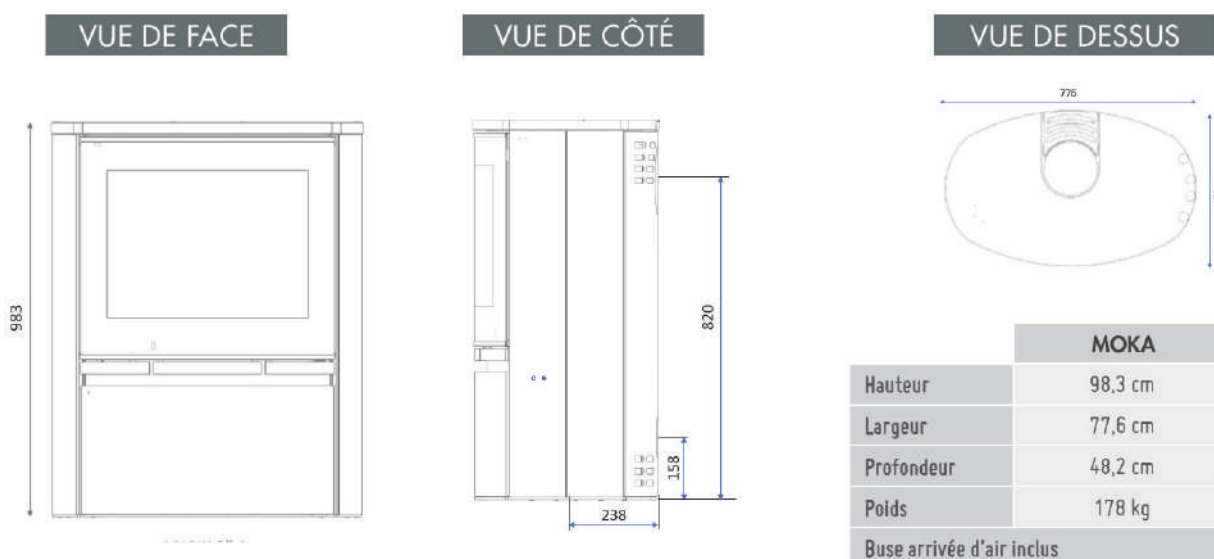 VUE DE FACE
VUE DE CÔTÉ
VUE DE DESSUS
776
983
820
158
238
MOKA
Hauteur 98,3 cm
Largeur 77,6 cm
Profondeur 48,2 cm
Poids 178 kg
Buse arrivée d'air inclus